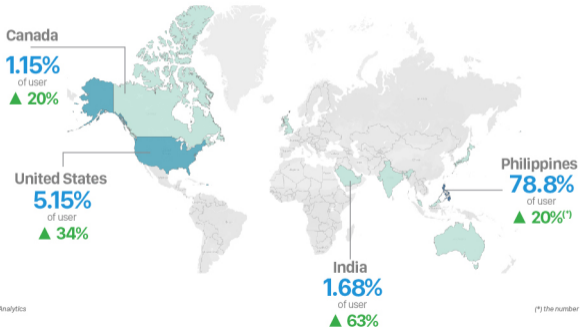 Canada
1.15%
of user
▲ 20%
United States
5.15%
of user
▲ 34%
Philippines
78.8%
of user
▲ 20%(*)
India
1.68%
of user
▲ 63%
Analytics
(*) the number